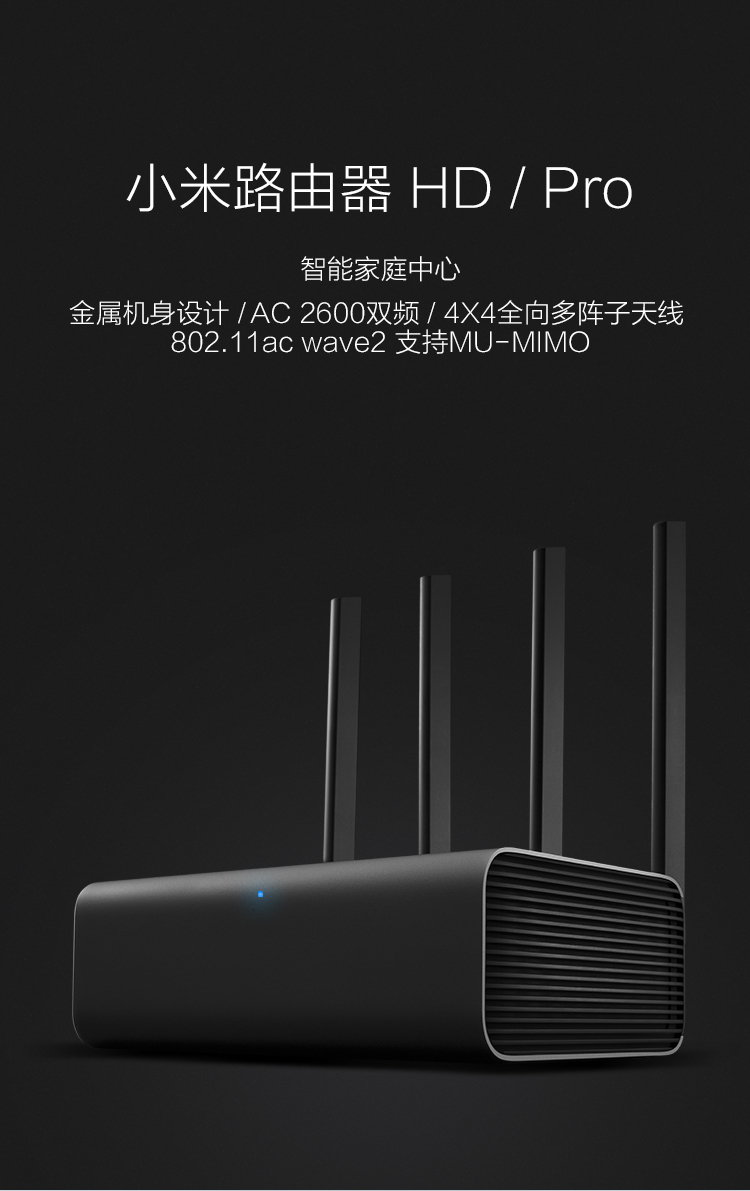 小米路由器 HD / Pro
智能家庭中心
金属机身设计 / AC 2600双频 / 4X4全向多阵子天线
802.11ac wave2 支持MU-MIMO